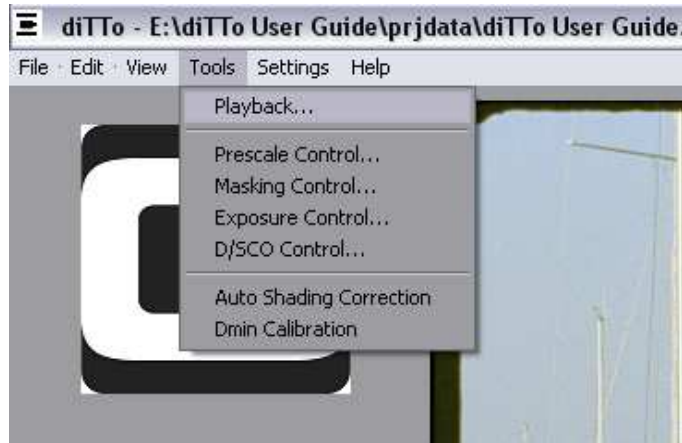 diTTo - E:\diTTo User Guide\prjdata\diTTo User Guide.
File Edit View Tools Settings Help
Playback...
Prescale Control...
Masking Control...
Exposure Control...
D/SCO Control...
Auto Shading Correction
Dmin Calibration